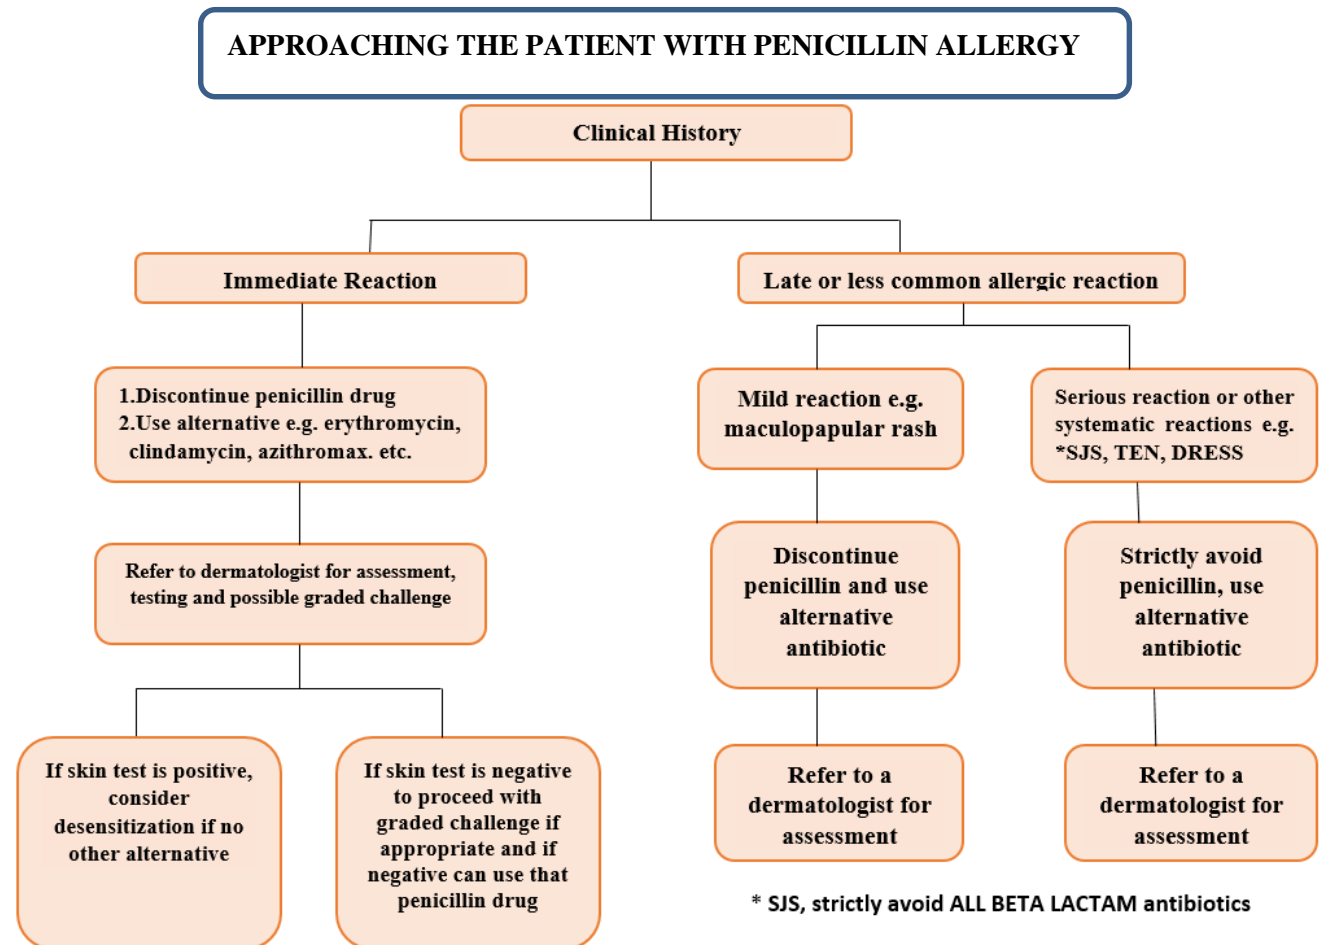 APPROACHING THE PATIENT WITH PENICILLIN ALLERGY
Clinical History
Immediate Reaction
Late or less common allergic reaction
1.Discontinue penicillin drug
2.Use alternative e.g. erythromycin,
clindamycin, azithromax. etc.
Mild reaction e.g.
maculopapular rash
Serious reaction or other
systematic reactions e.g.
*SJS, TEN, DRESS
Refer to dermatologist for assessment,
testing and possible graded challenge
Discontinue
penicillin and use
alternative
antibiotic
Strictly avoid
penicillin, use
alternative
antibiotic
If skin test is positive,
consider
desensitization if no
other alternative
If skin test is negative
to proceed with
graded challenge if
appropriate and if
negative can use that
penicillin drug
Refer to a
dermatologist for
assessment
Refer to a
dermatologist for
assessment
* SJS, strictly avoid ALL BETA LACTAM antibiotics